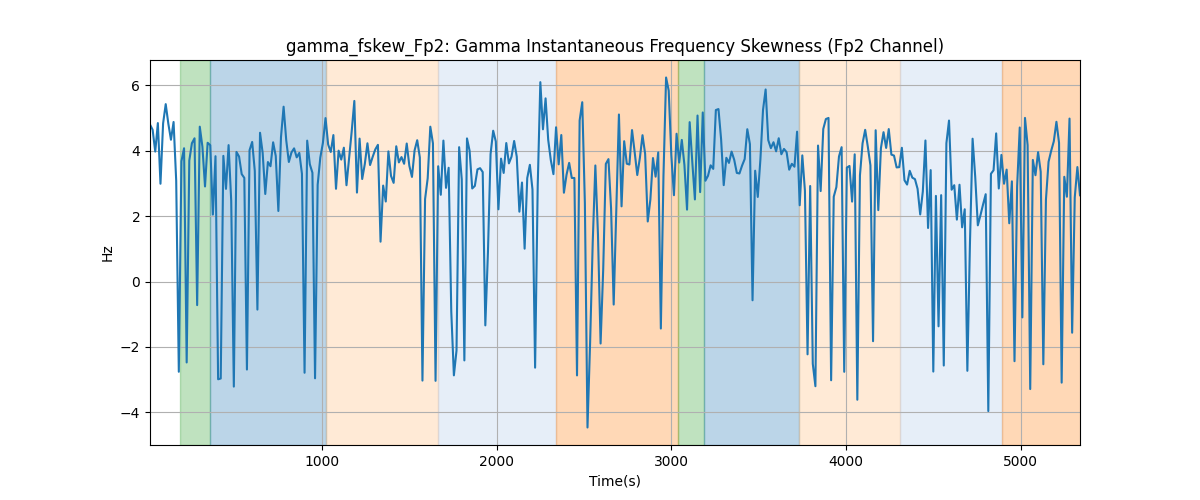 gamma_fskew_Fp2: Gamma Instantaneous Frequency Skewness (Fp2 Channel)
6
4
2
0
−2
−4
Hz
1000 2000 3000 4000 5000
Time(s)